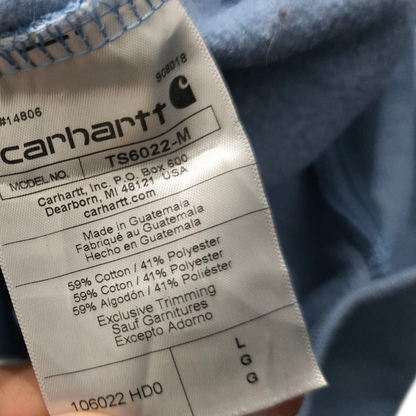 #14806
908018
carhartt
MODEL NO. TS6022-M
Carhartt, Inc. P.O. Box 600
Dearborn, MI 48121 USA
carhartt.com
Made in Guatemala
Fabriqué au Guatemala
Hecho en Guatemala
59% Cotton / 41% Polyester
59% Coton / 41% Polyester
59% Algodón / 41% Poliéster
Exclusive Trimming
Sauf Garnitures
Excepto Adorno
106022 HD0
L
G
G